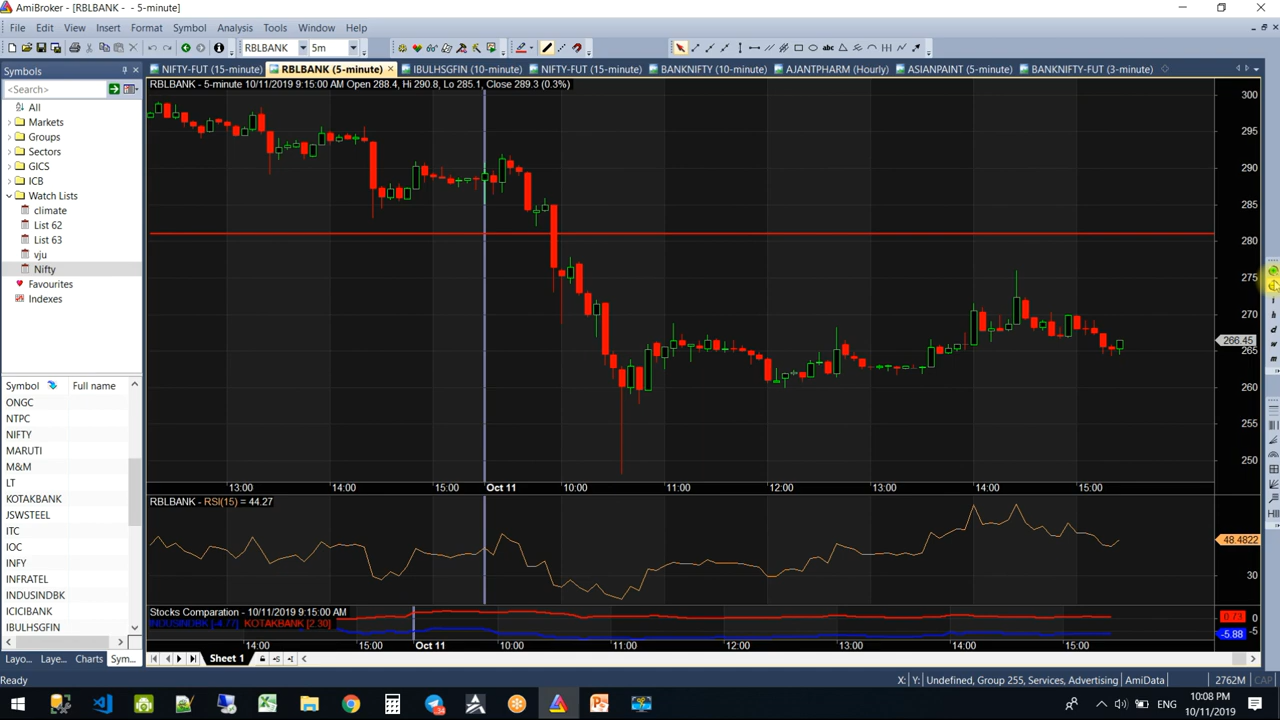 AmiBroker - [RBLBANK - - 5-minute]
File Edit View Insert Format Symbol Analysis Tools Window Help
RBLBANK 5m abc
Symbols
NIFTY-FUT (15-minute) RBLBANK (5-minute) IBULHSGFIN (10-minute) NIFTY-FUT (15-minute) BANKNIFTY (10-minute) AJANTPHARM (Hourly) ASIANPAINT (5-minute) BANKNIFTY-FUT (3-minute)
<Search>
All
Markets
Groups
Sectors
GICS
ICB
Watch Lists
climate
List 62
List 63
vju
Nifty
Favourites
Indexes
Symbol Full name
ONGC
NTPC
NIFTY
MARUTI
M&M
LT
KOTAKBANK
JSWSTEEL
ITC
IOC
INFY
INFRATEL
INDUSINDBK
ICICIBANK
IBULHSGFIN
Layo... Laye... Charts Sym...
RBLBANK - 5-minute 10/11/2019 9:15:00 AM Open 288.4, Hi 290.8, Lo 285.1, Close 289.3 (0.3%)
300
295
290
285
280
275
270
266.45
265
260
255
250
13:00 14:00 15:00 Oct 11 10:00 11:00 12:00 13:00 14:00 15:00
RBLBANK - RSI(15) = 44.27
48.4822
30
Stocks Comparation - 10/11/2019 9:15:00 AM
INDUSINDBK [-4.77] KOTAKBANK [2.30]
0.73 0
-5
-5.88
14:00 15:00 Oct 11 10:00 11:00 12:00 13:00 14:00 15:00
Sheet 1
Ready
X: Y: Undefined, Group 255, Services, Advertising AmiData 2762M CAP
ENG
10:08 PM
10/11/2019